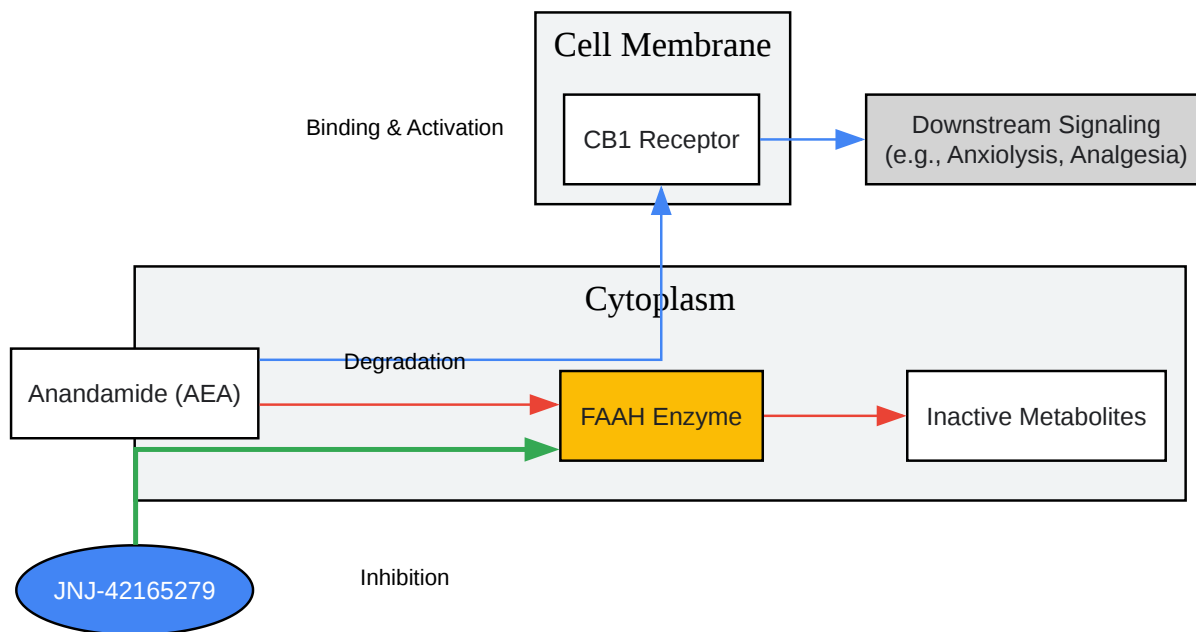 Cell Membrane
Binding & Activation
CB1 Receptor
Downstream Signaling
(e.g., Anxiolysis, Analgesia)
Cytoplasm
Degradation
Anandamide (AEA)
FAAH Enzyme
Inactive Metabolites
JNJ-42165279
Inhibition